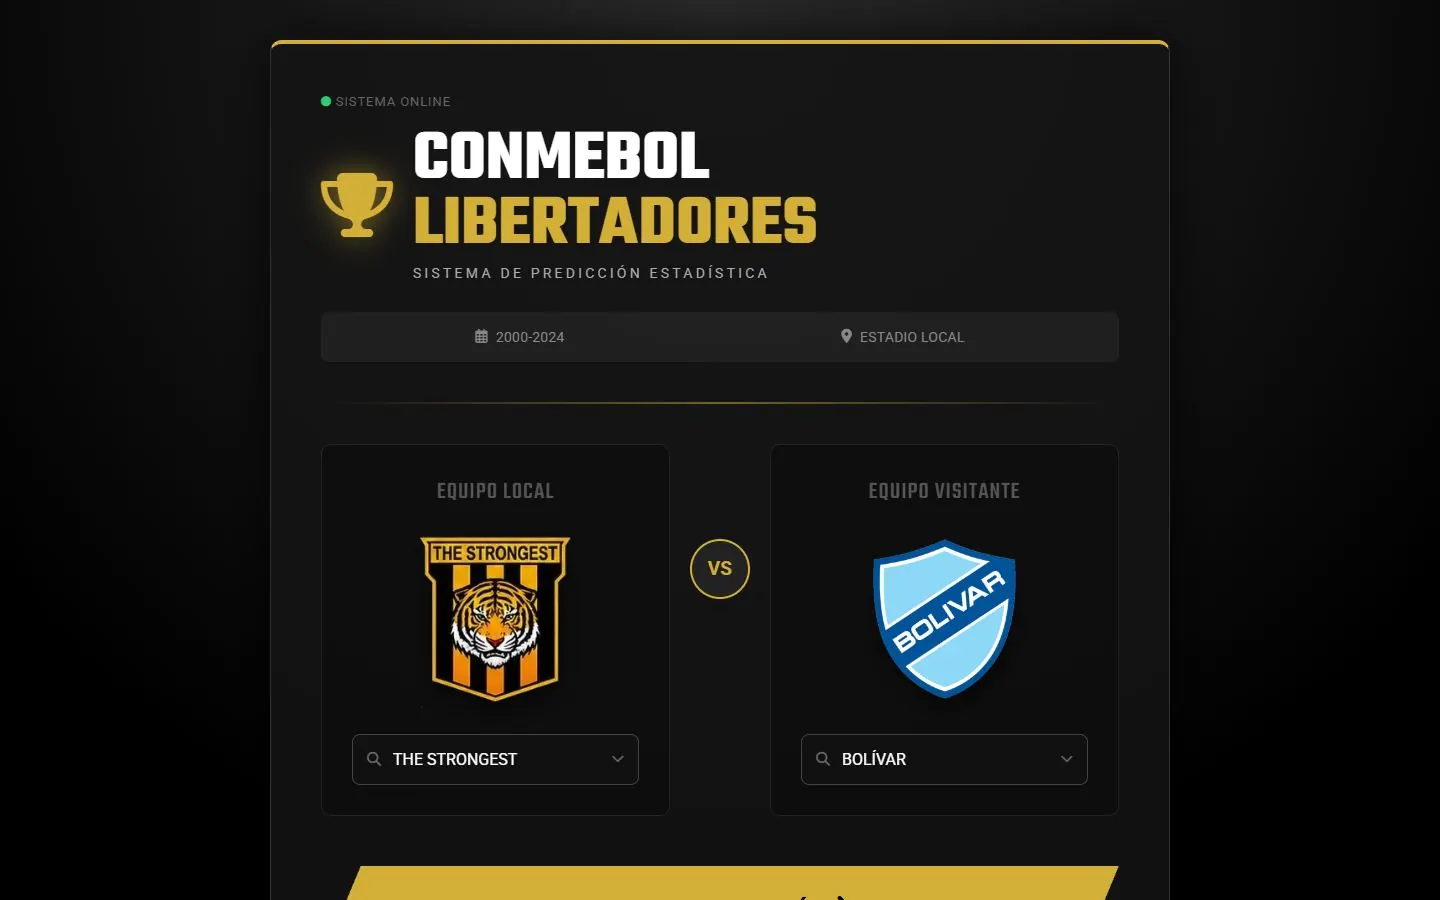 SISTEMA ONLINE
CONMEBOL
LIBERTADORES
SISTEMA DE PREDICCIÓN ESTADÍSTICA
2000-2024
ESTADIO LOCAL
EQUIPO LOCAL
THE STRONGEST
THE STRONGEST
VS
EQUIPO VISITANTE
BOLIVAR
BOLÍVAR